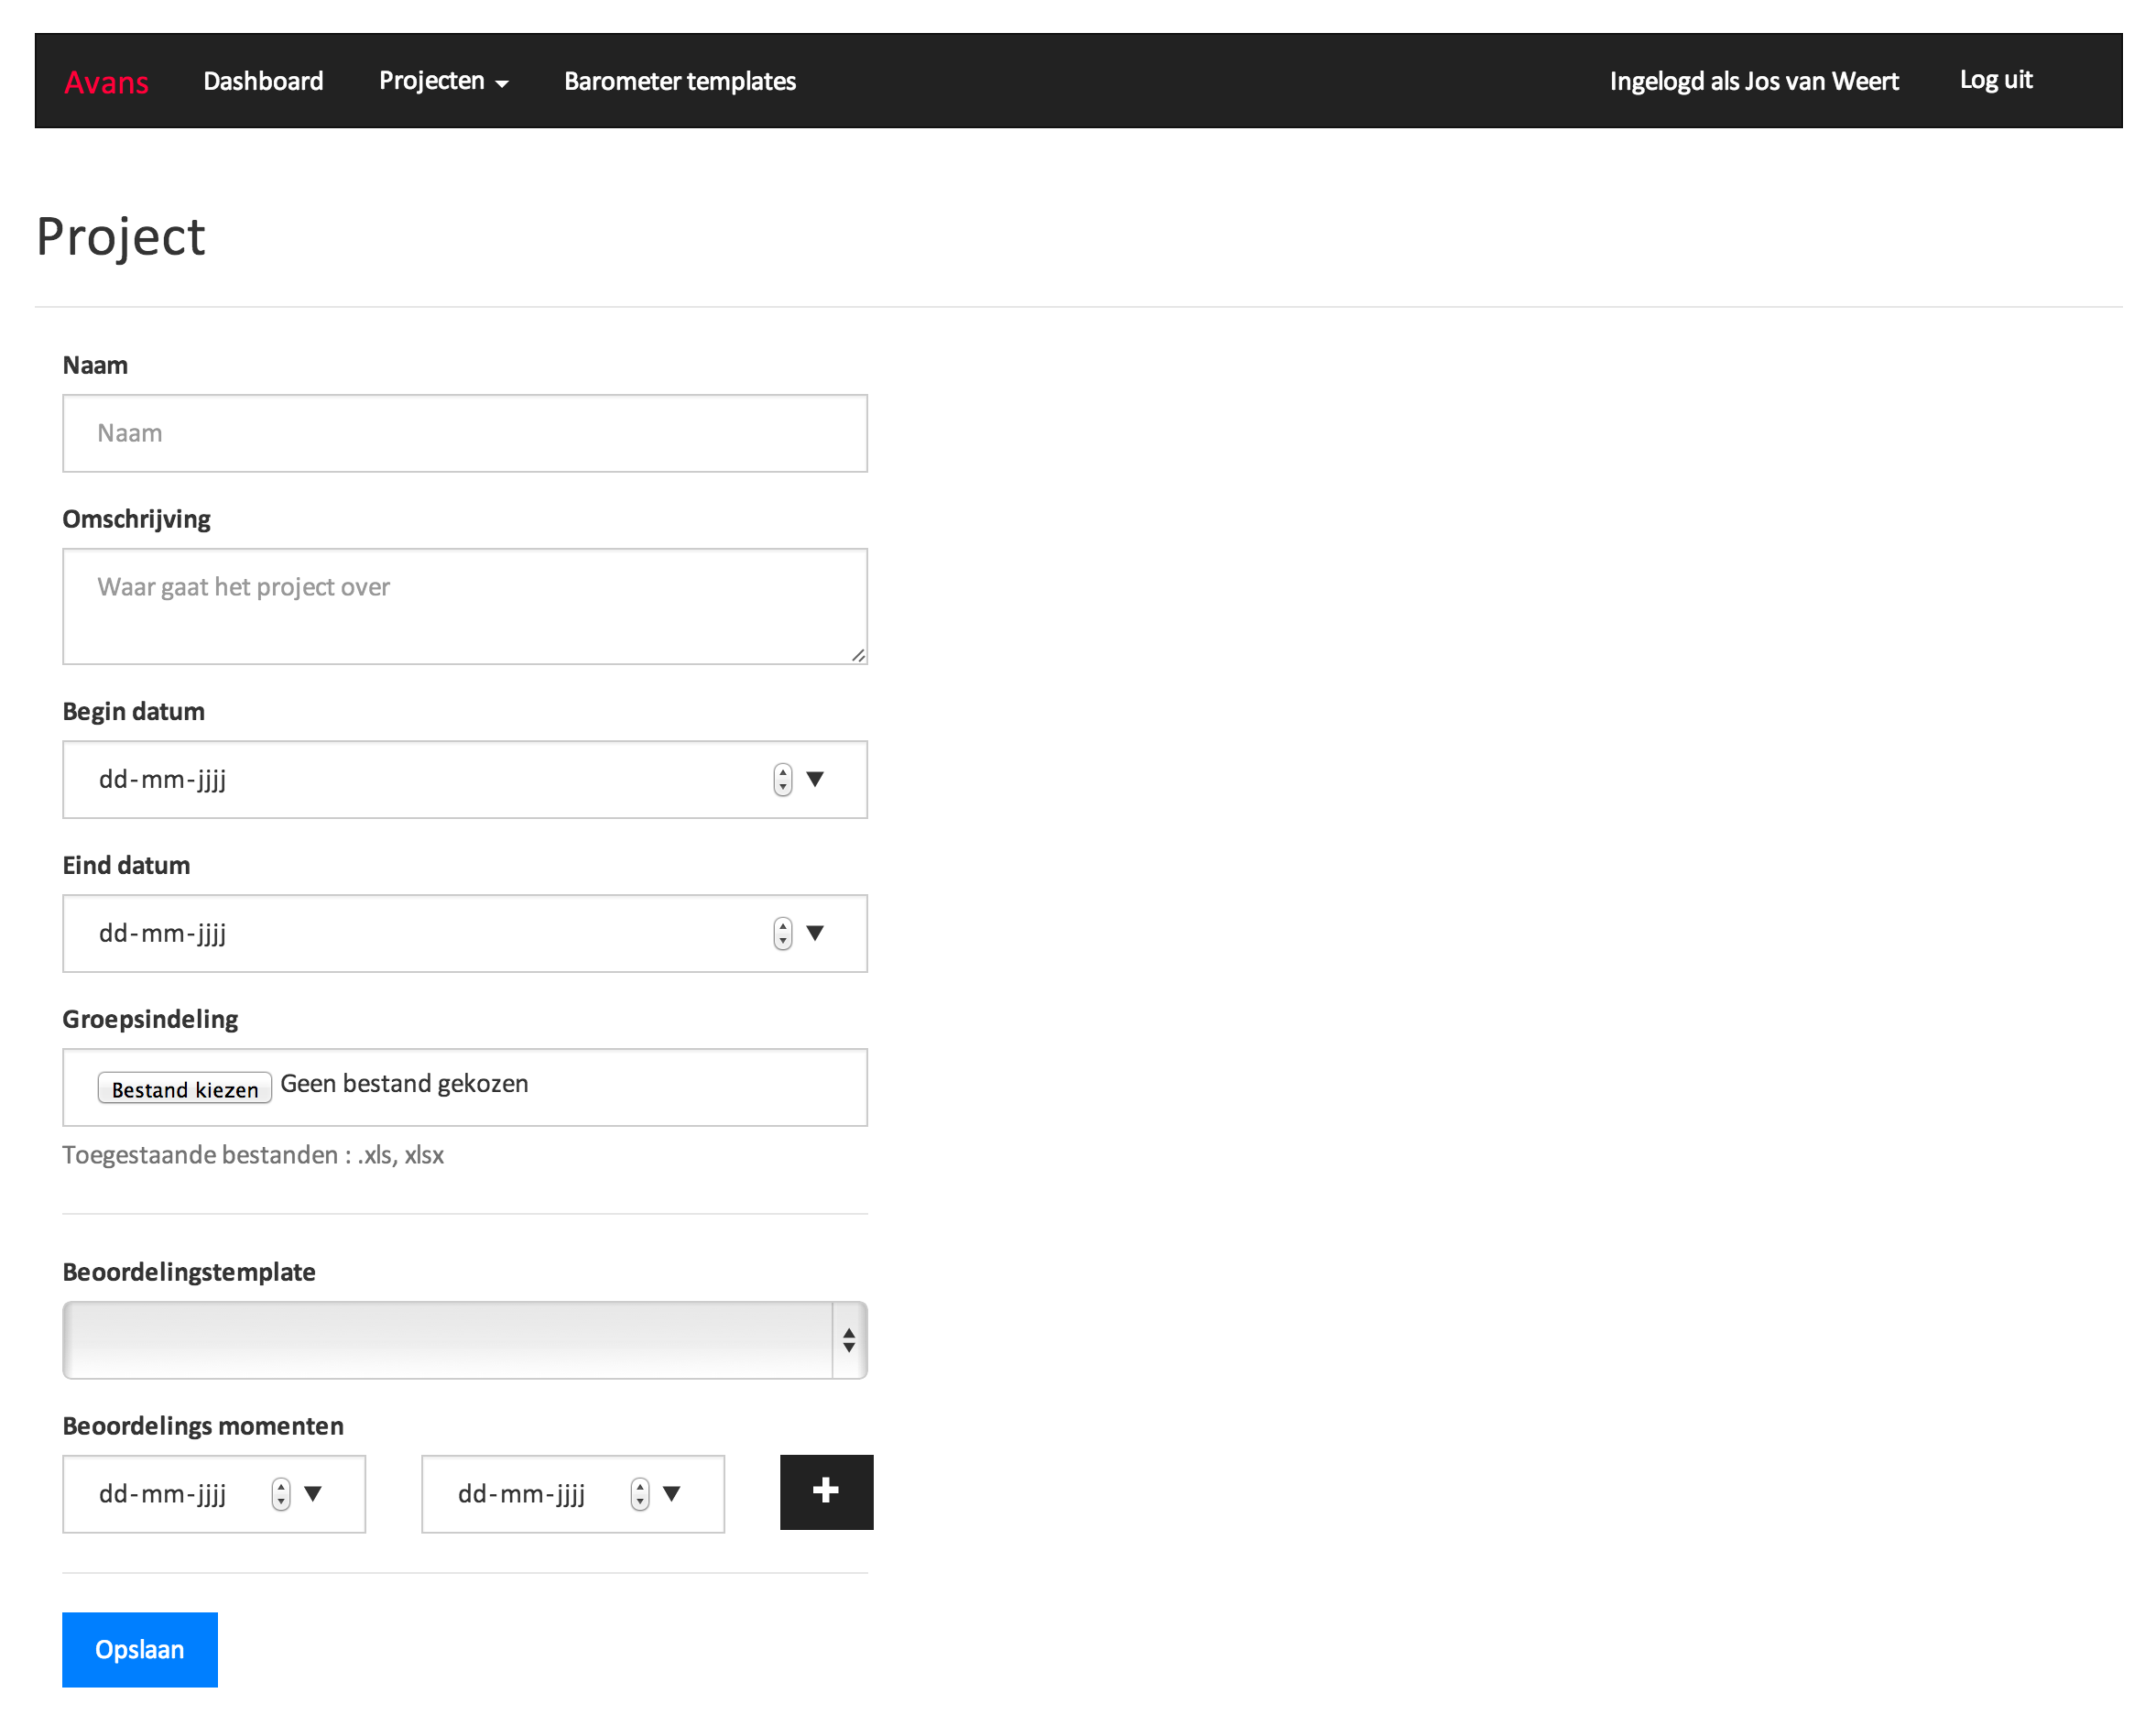 Avans Dashboard Projecten Barometer templates Ingelogd als Jos van Weert Log uit
Project
Naam
Naam
Omschrijving
Waar gaat het project over
Begin datum
dd-mm-jjjj
Eind datum
dd-mm-jjjj
Groepsindeling
Bestand kiezen Geen bestand gekozen
Toegestaande bestanden : .xls, xlsx
Beoordelingstemplate
Beoordelings momenten
dd-mm-jjjj dd-mm-jjjj
Opslaan